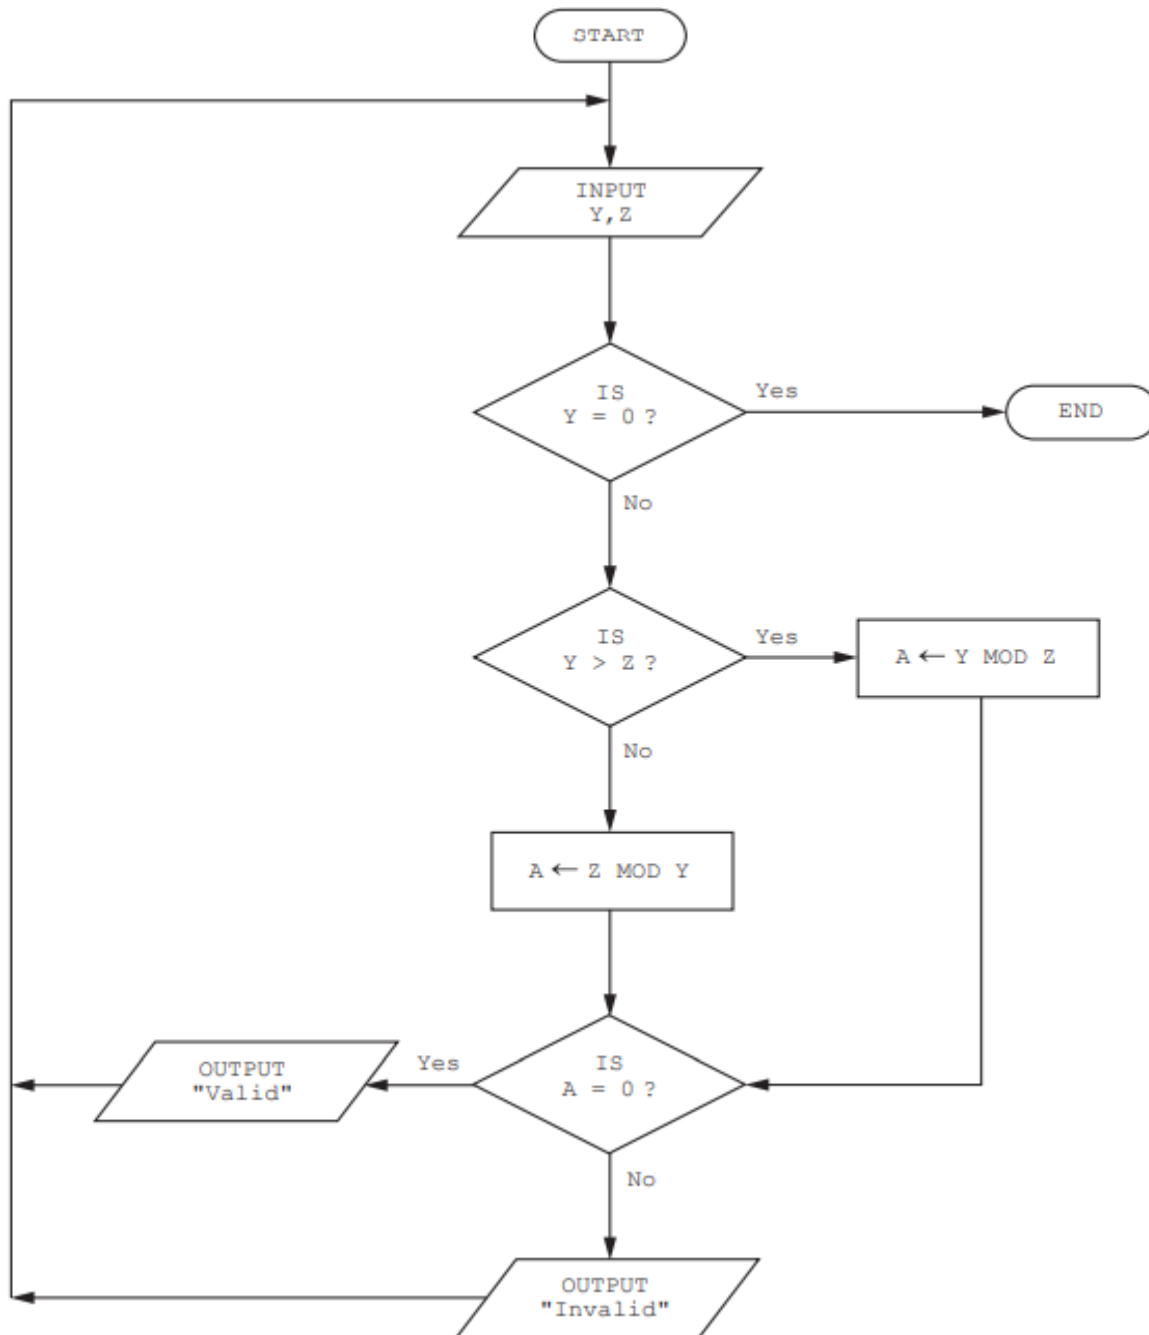 START
INPUT
Y,Z
IS
Y = 0 ?
Yes
END
No
IS
Y > Z ?
Yes
A ← Y MOD Z
No
A ← Z MOD Y
IS
A = 0 ?
Yes
OUTPUT
"Valid"
No
OUTPUT
"Invalid"